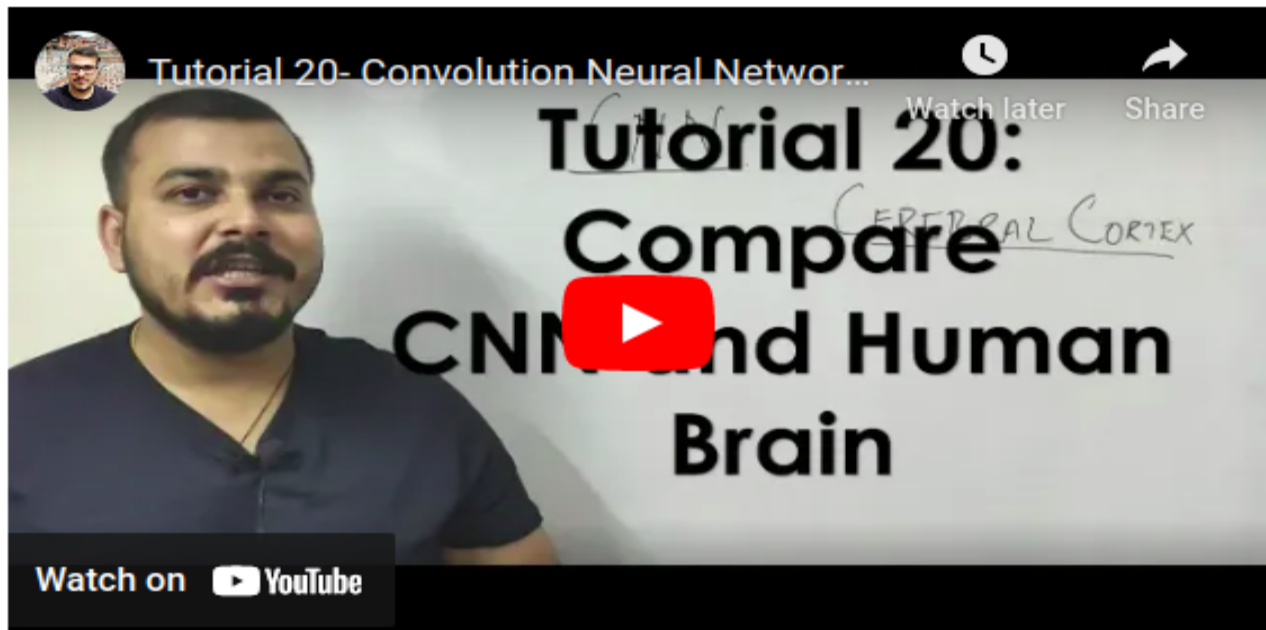 Tutorial 20- Convolution Neural Networ...
Watch later
Share
CNN
Tutorial 20:
CEREBRAL CORTEX
Compare
CNN and Human
Brain
Watch on YouTube